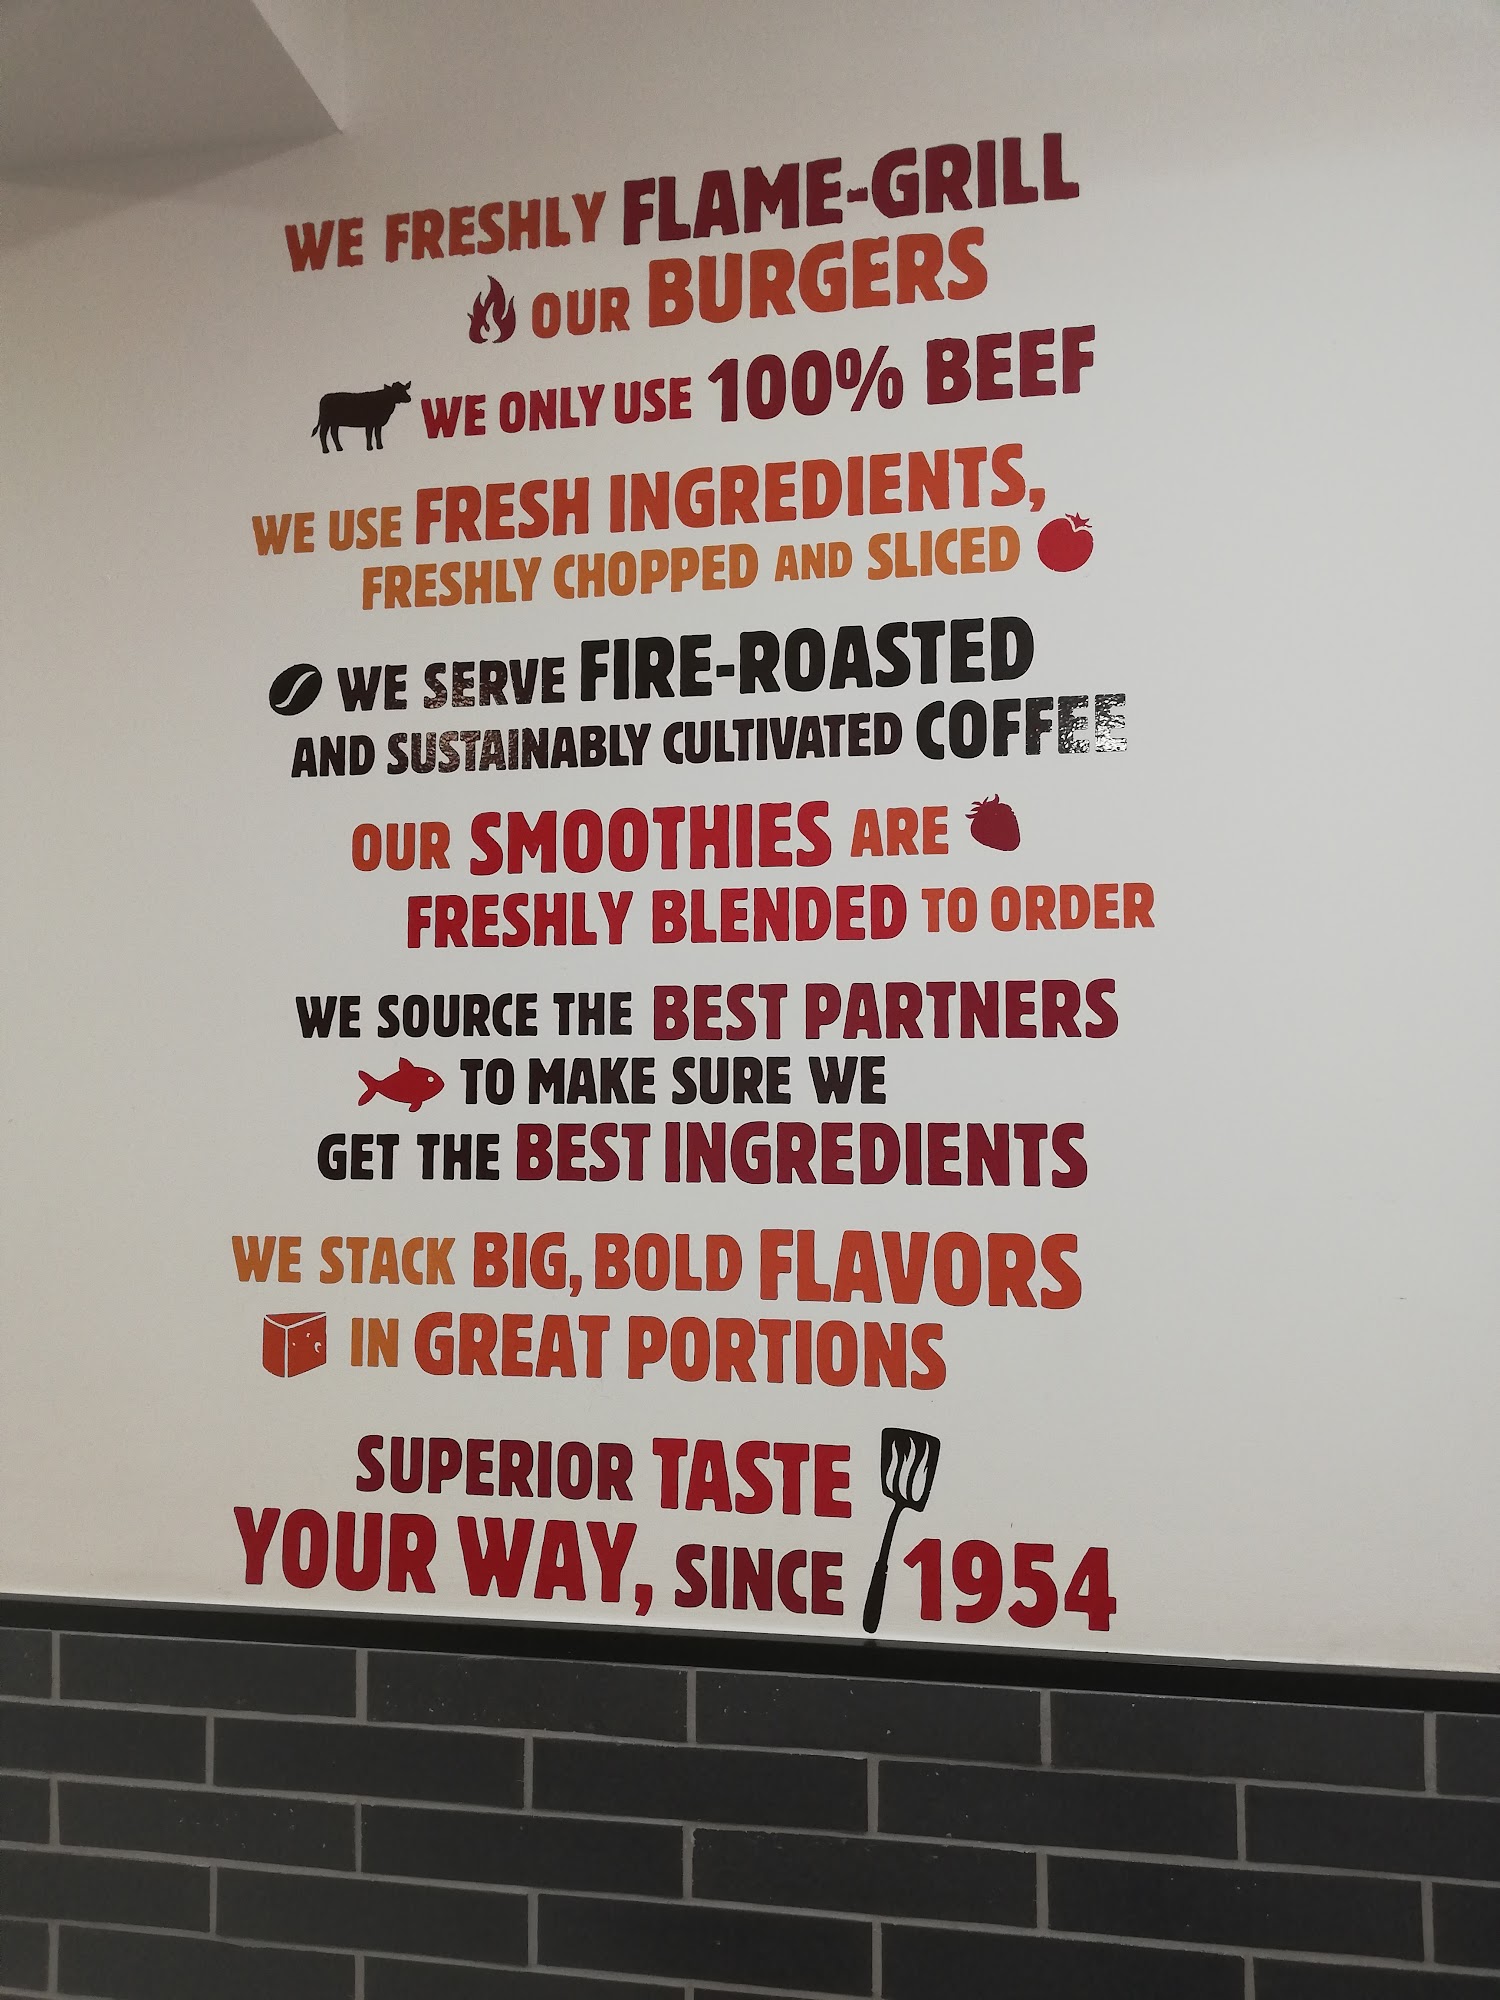 WE FRESHLY FLAME-GRILL
OUR BURGERS
WE ONLY USE 100% BEEF
WE USE FRESH INGREDIENTS,
FRESHLY CHOPPED AND SLICED
WE SERVE FIRE-ROASTED
AND SUSTAINABLY CULTIVATED COFFEE
OUR SMOOTHIES ARE
FRESHLY BLENDED TO ORDER
WE SOURCE THE BEST PARTNERS
TO MAKE SURE WE
GET THE BEST INGREDIENTS
WE STACK BIG, BOLD FLAVORS
IN GREAT PORTIONS
SUPERIOR TASTE
YOUR WAY, SINCE 1954